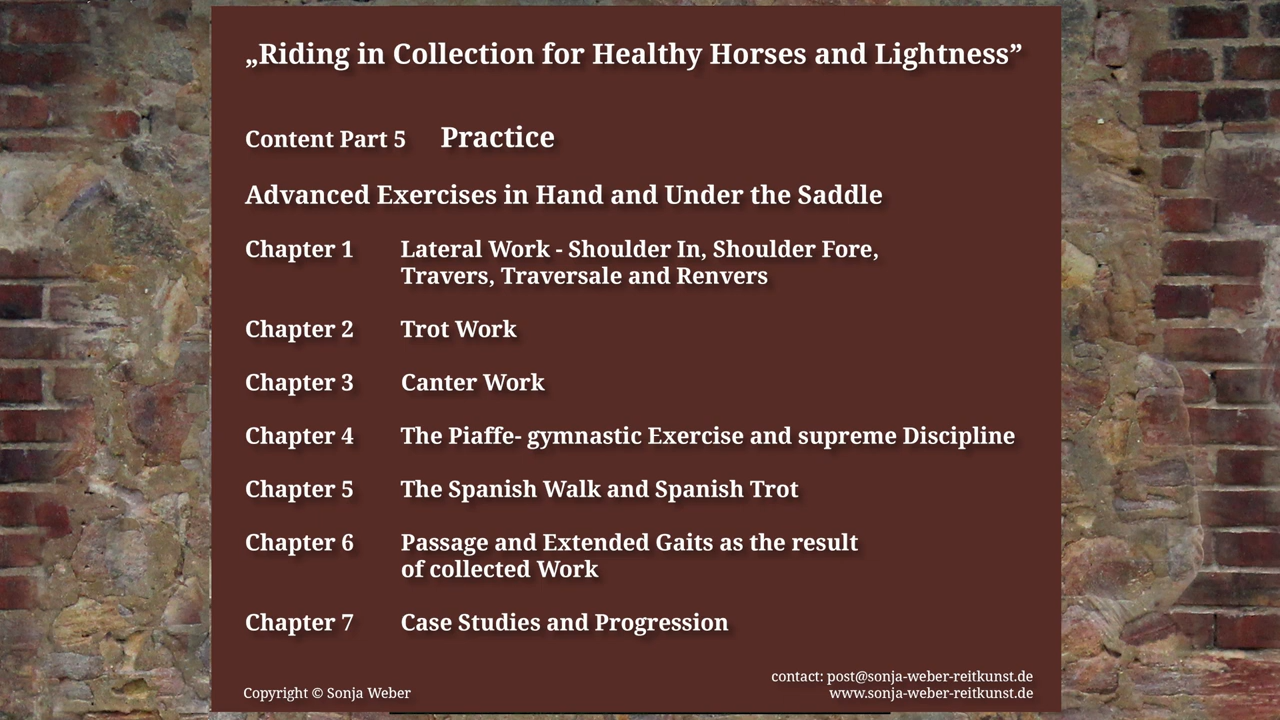 „Riding in Collection for Healthy Horses and Lightness”
Content Part 5 Practice
Advanced Exercises in Hand and Under the Saddle
Chapter 1 Lateral Work - Shoulder In, Shoulder Fore,
Travers, Traversale and Renvers
Chapter 2 Trot Work
Chapter 3 Canter Work
Chapter 4 The Piaffe- gymnastic Exercise and supreme Discipline
Chapter 5 The Spanish Walk and Spanish Trot
Chapter 6 Passage and Extended Gaits as the result
of collected Work
Chapter 7 Case Studies and Progression
contact: post@sonja-weber-reitkunst.de
Copyright © Sonja Weber www.sonja-weber-reitkunst.de